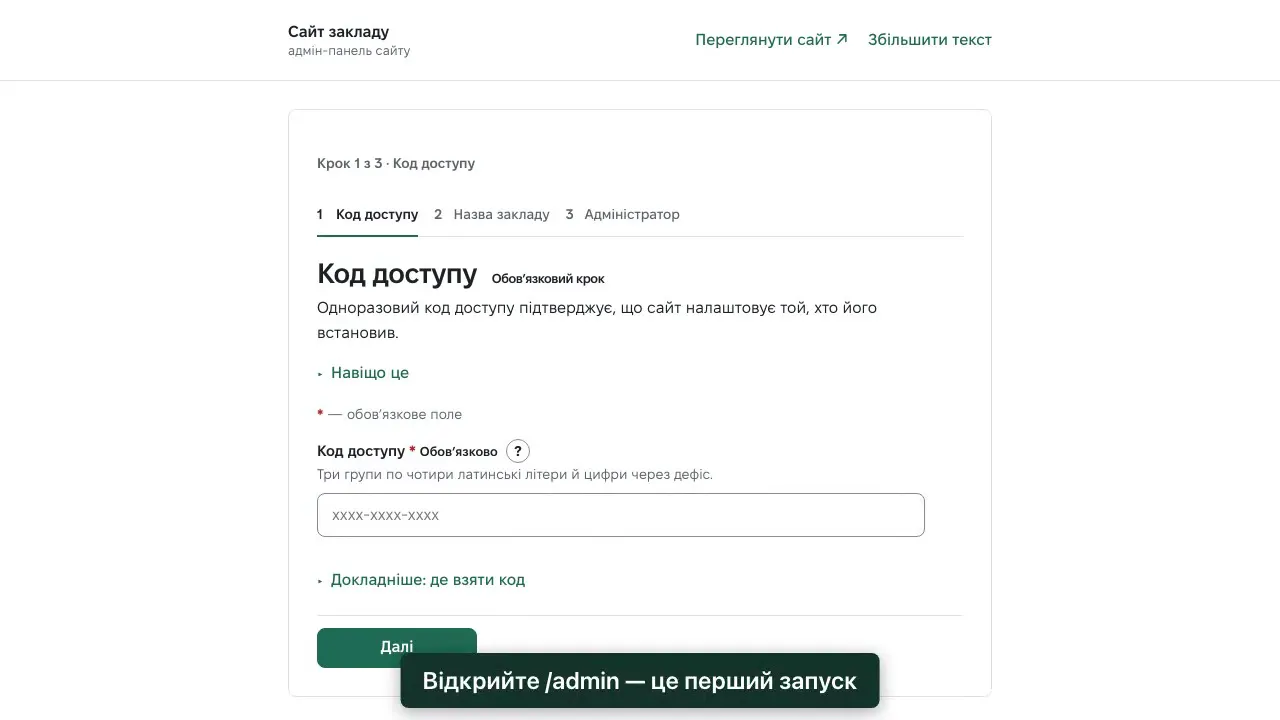 Сайт закладу
адмін-панель сайту
Переглянути сайт ↗ Збільшити текст
Крок 1 з 3 · Код доступу
1 Код доступу 2 Назва закладу 3 Адміністратор
Код доступу Обов’язковий крок
Одноразовий код доступу підтверджує, що сайт налаштовує той, хто його
встановив.
▸ Навіщо це
* — обов’язкове поле
Код доступу * Обов’язково ?
Три групи по чотири латинські літери й цифри через дефіс.
xxxx-xxxx-xxxx
▸ Докладніше: де взяти код
Далі
Відкрийте /admin — це перший запуск